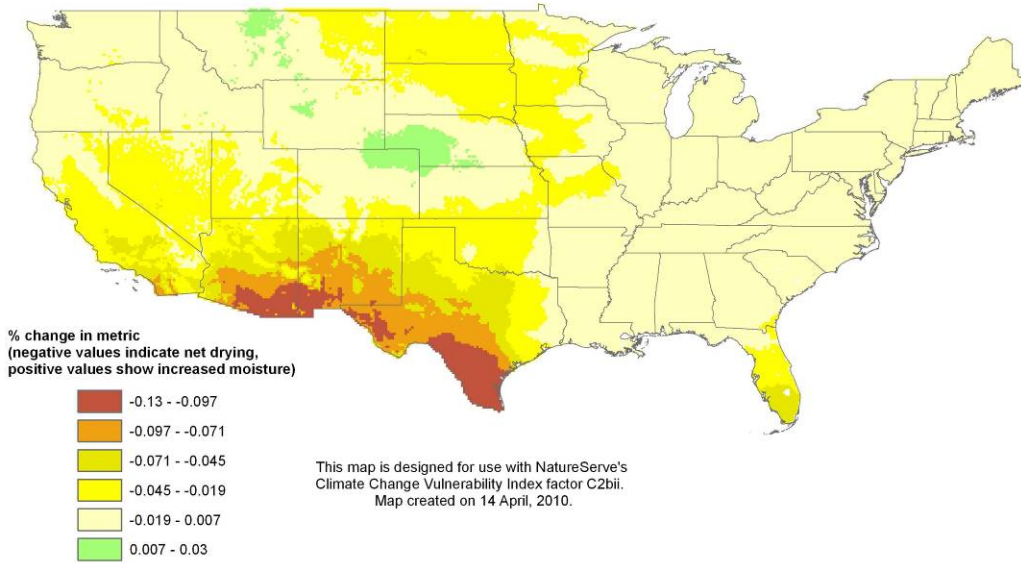 % change in metric
(negative values indicate net drying,
positive values show increased moisture)
-0.13 - -0.097
-0.097 - -0.071
-0.071 - -0.045
-0.045 - -0.019
-0.019 - 0.007
0.007 - 0.03
This map is designed for use with NatureServe's
Climate Change Vulnerability Index factor C2bii.
Map created on 14 April, 2010.